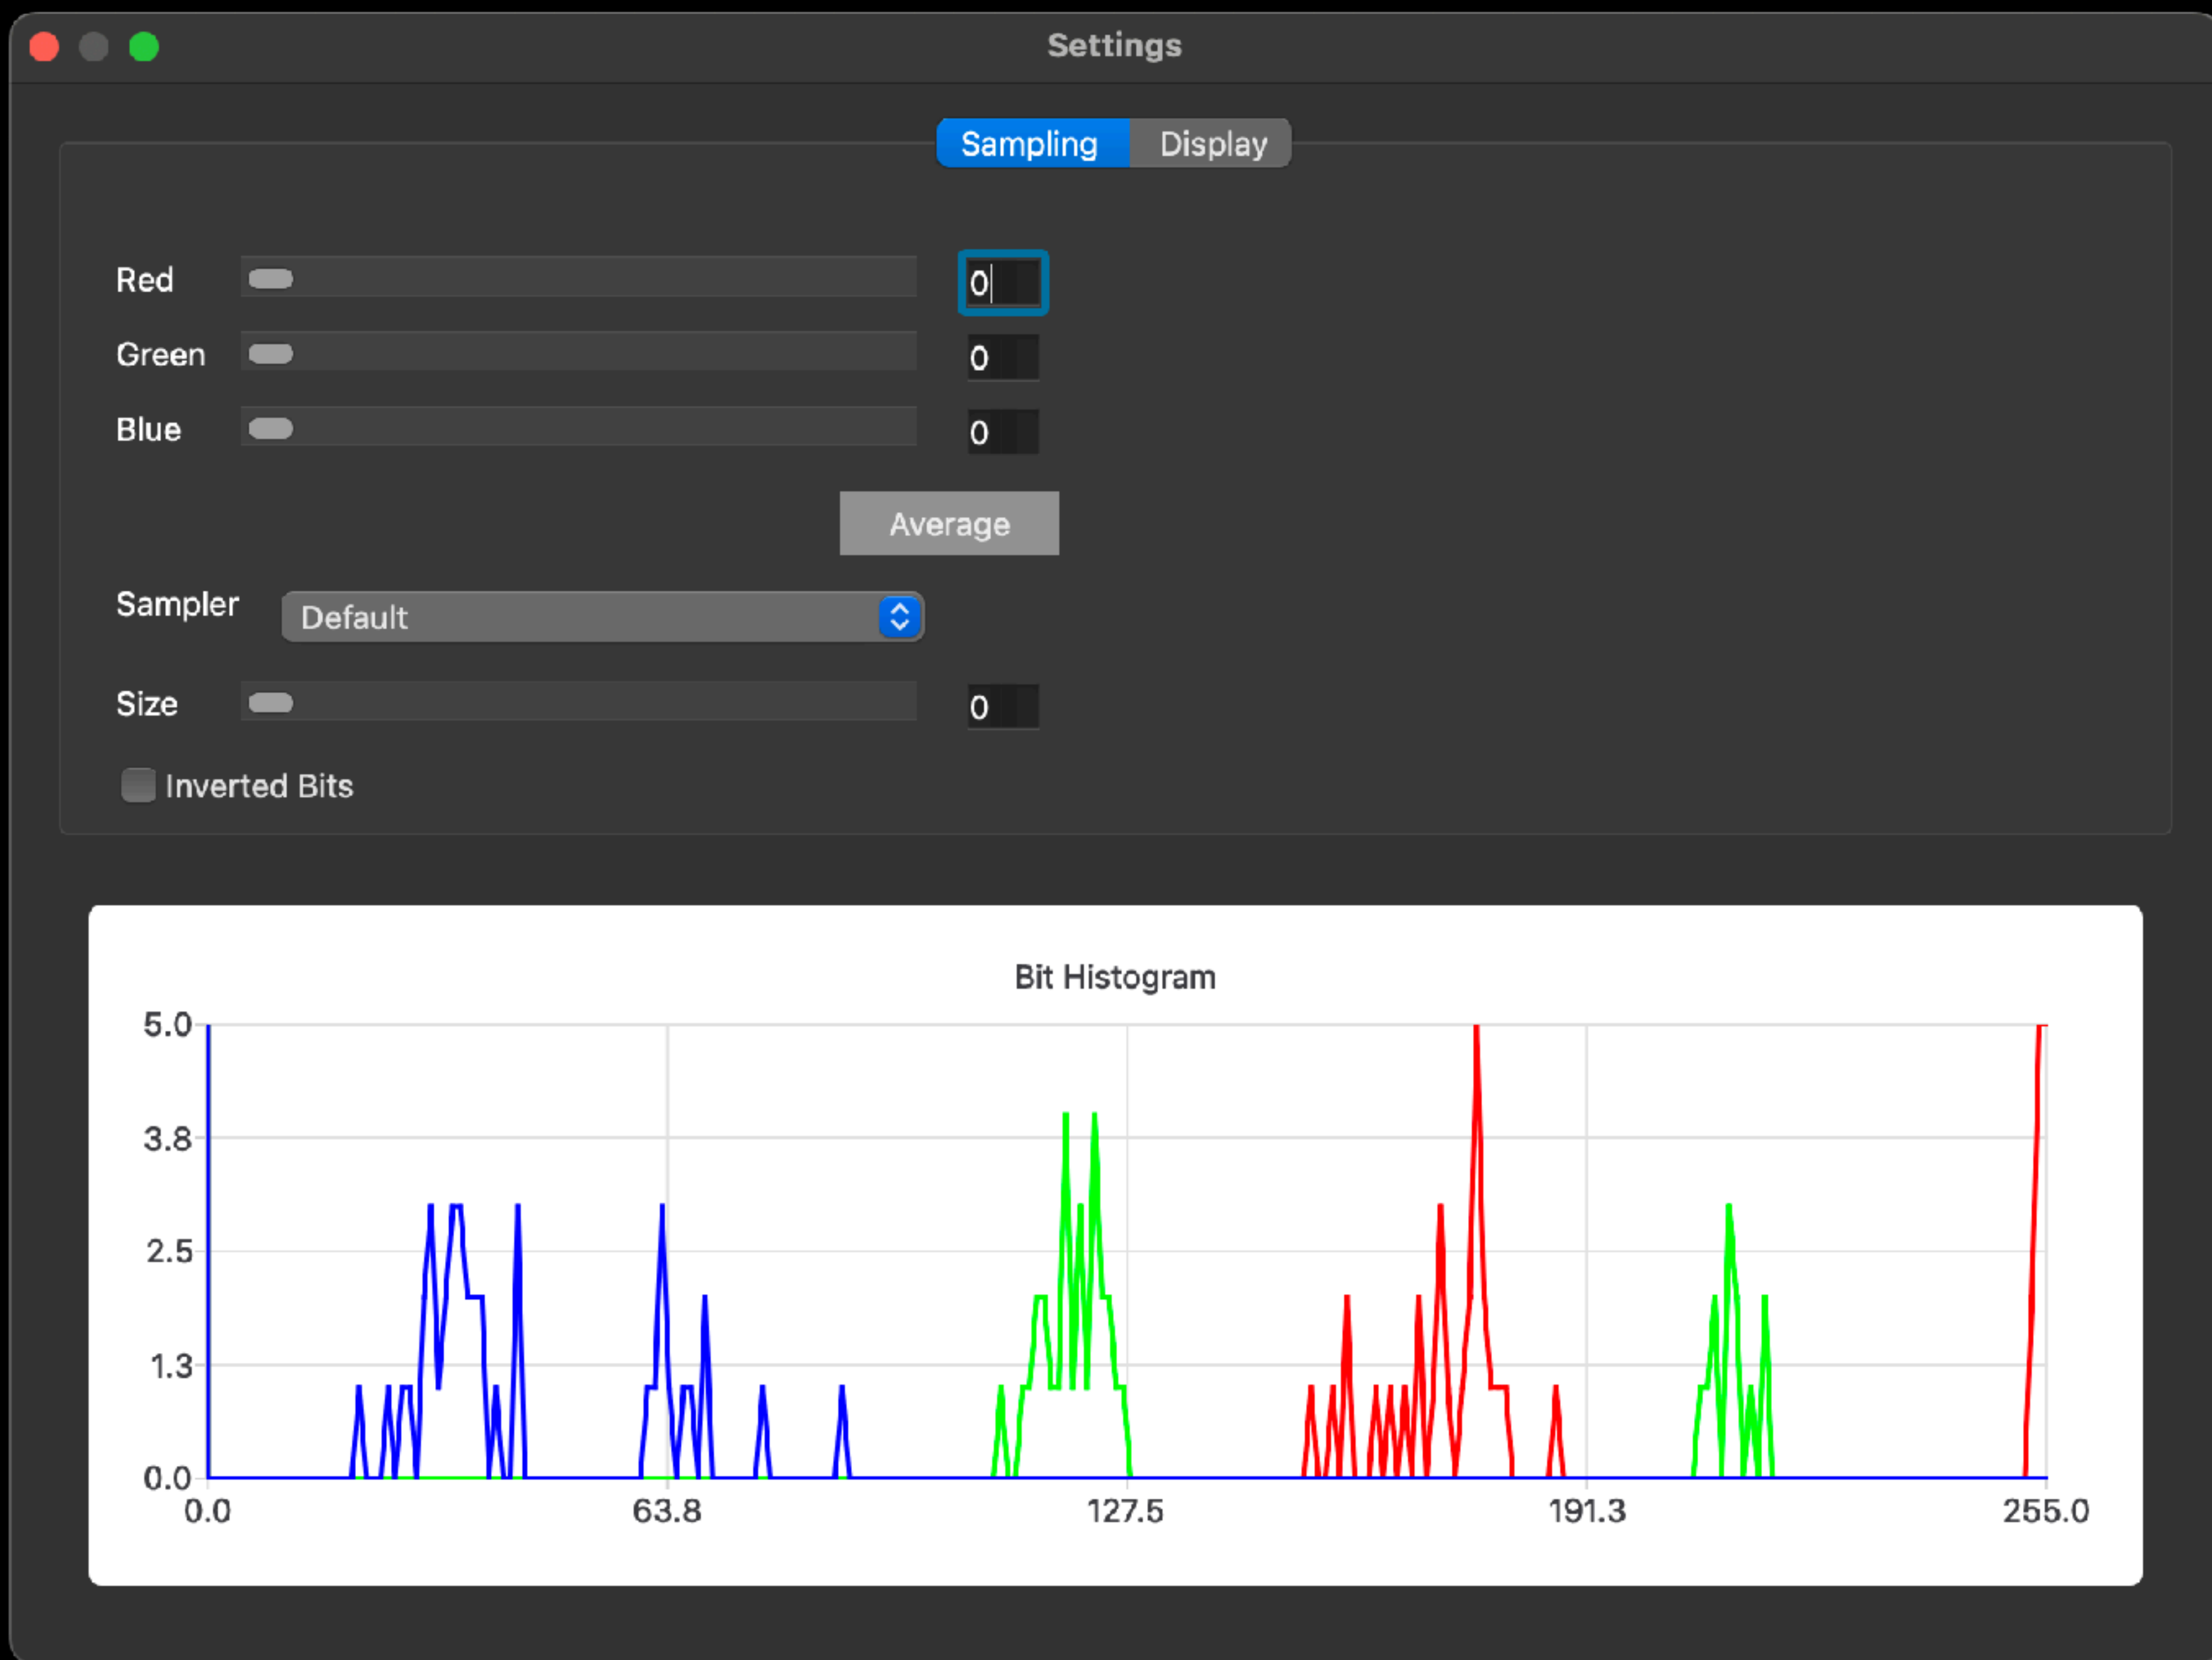 Settings
Sampling Display
Red 0
Green 0
Blue 0
Average
Sampler Default
Size 0
Inverted Bits
Bit Histogram
5.0
3.8
2.5
1.3
0.0
0.0 63.8 127.5 191.3 255.0